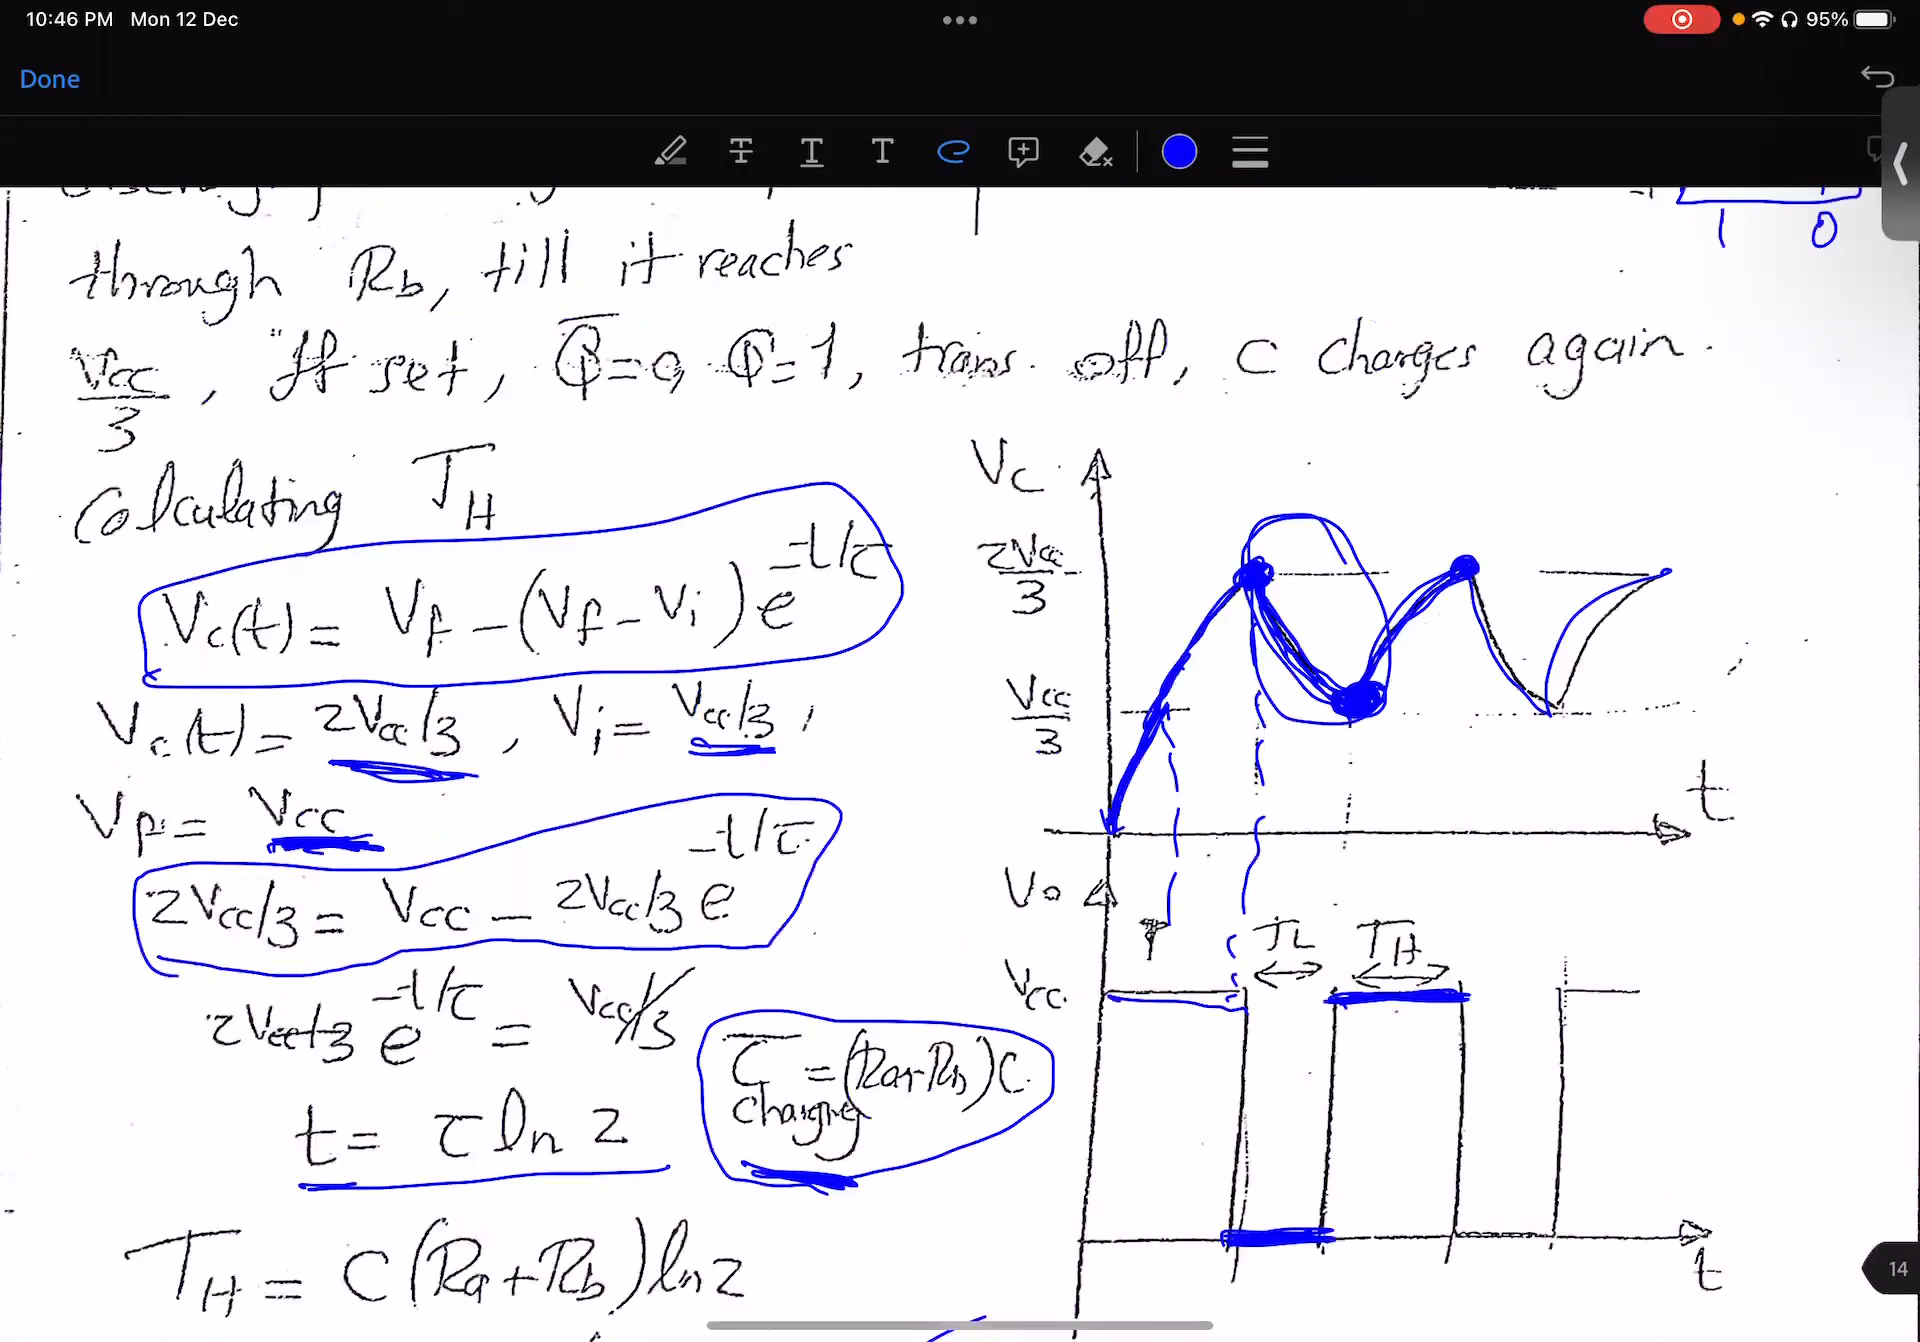 10:46 PM Mon 12 Dec
95%
Done
1 0
through Rb, till it reaches
Vcc/3, "ff set, Q̅=0, Q=1, trans. off, C charges again.
Calculating TH
Vc(t) = Vf - (Vf - Vi) e^-t/τ
Vc(t) = 2Vcc/3, Vi = Vcc/3,
Vf = Vcc
2Vcc/3 = Vcc - 2Vcc/3 e^-t/τ
2Vcc/3 e^-t/τ = Vcc/3
t = τ ln 2
τ charging = (Ra+Rb)C
TH = C(Ra+Rb)ln2
Vc
2Vcc/3
Vcc/3
t
Vo
TL TH
Vcc
t
14